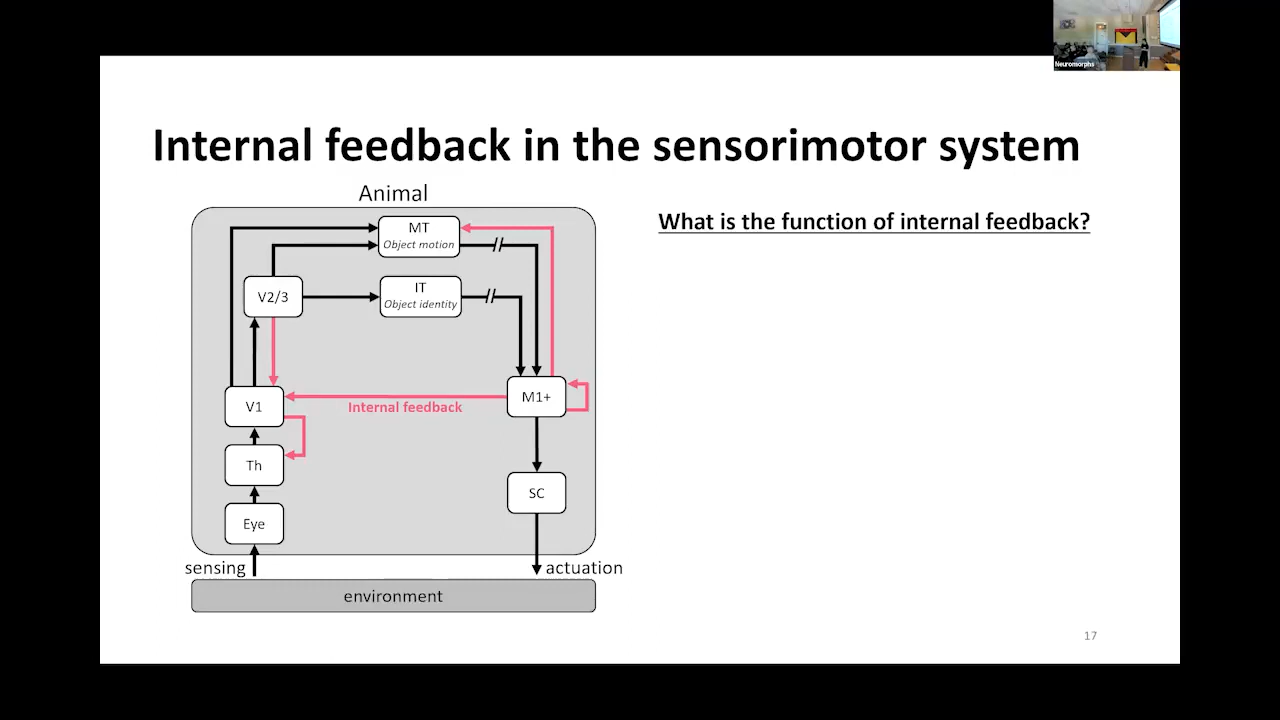 Neuromorphs
Internal feedback in the sensorimotor system
Animal
What is the function of internal feedback?
MT
Object motion
V2/3
IT
Object identity
V1
Internal feedback
M1+
Th
SC
Eye
sensing
actuation
environment
17